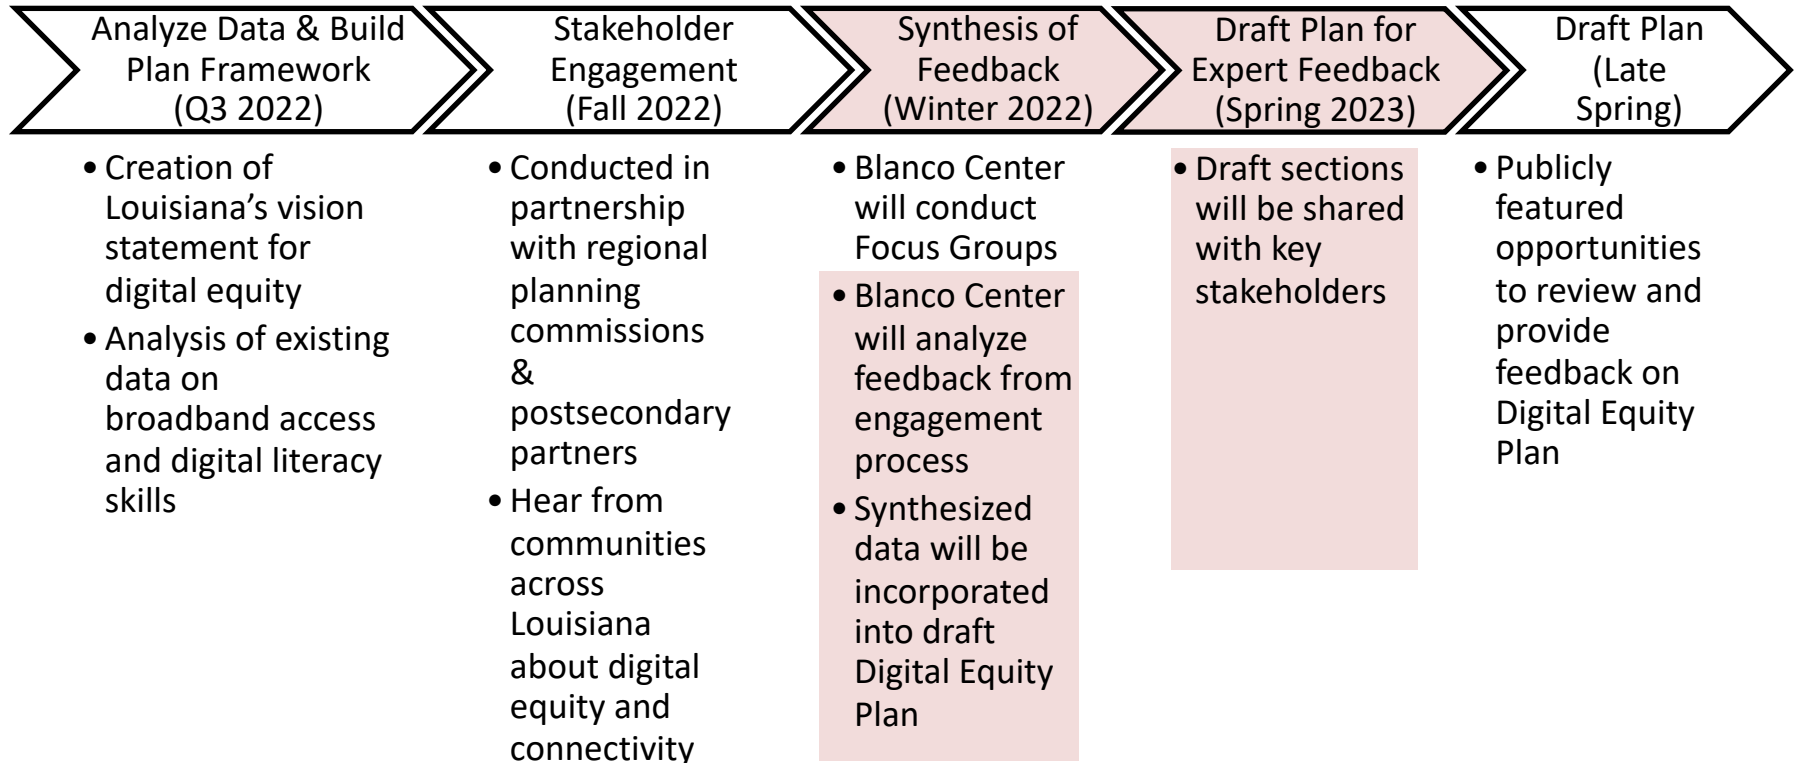 Analyze Data & Build
Plan Framework
(Q3 2022)
• Creation of
Louisiana’s vision
statement for
digital equity
• Analysis of existing
data on
broadband access
and digital literacy
skills
Stakeholder
Engagement
(Fall 2022)
• Conducted in
partnership
with regional
planning
commissions
&
postsecondary
partners
• Hear from
communities
across
Louisiana
about digital
equity and
connectivity
Synthesis of
Feedback
(Winter 2022)
• Blanco Center
will conduct
Focus Groups
• Blanco Center
will analyze
feedback from
engagement
process
• Synthesized
data will be
incorporated
into draft
Digital Equity
Plan
Draft Plan for
Expert Feedback
(Spring 2023)
• Draft sections
will be shared
with key
stakeholders
Draft Plan
(Late
Spring)
• Publicly
featured
opportunities
to review and
provide
feedback on
Digital Equity
Plan